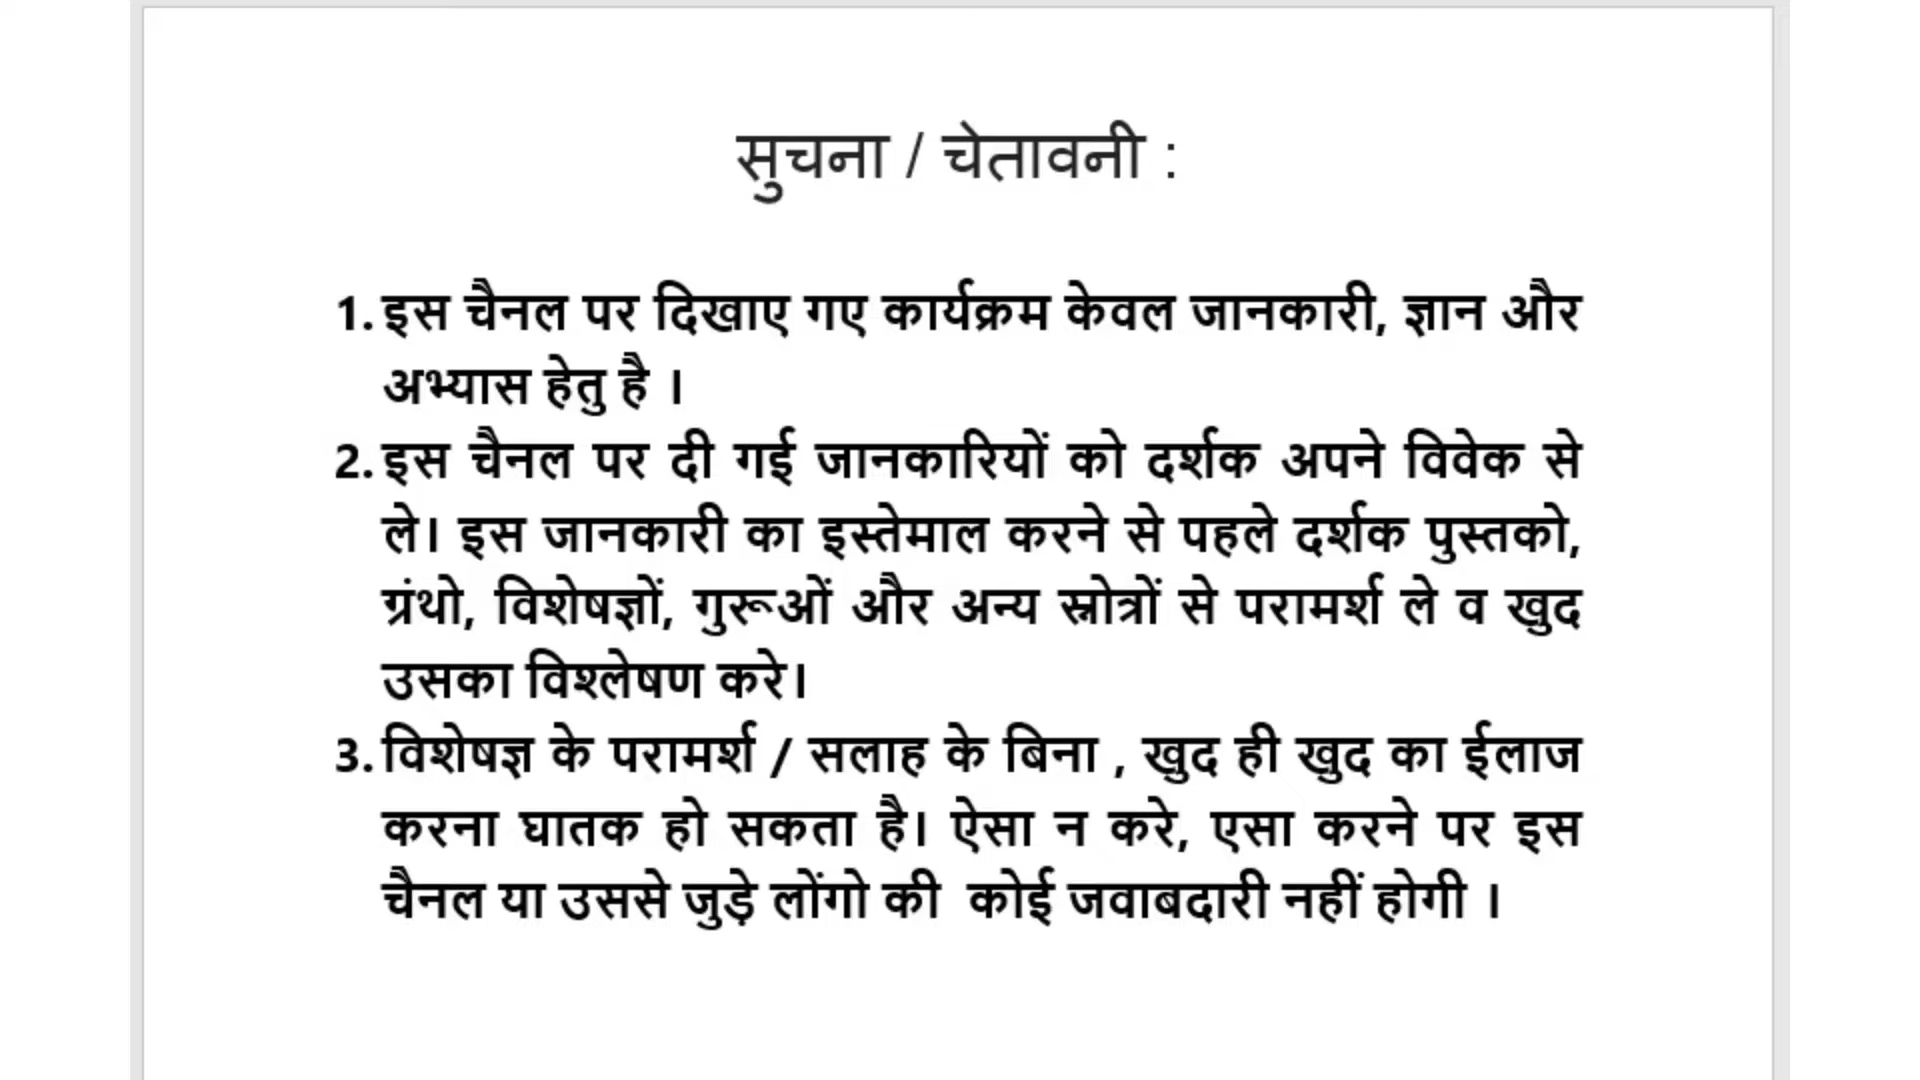 सुचना / चेतावनी :
1. इस चैनल पर दिखाए गए कार्यक्रम केवल जानकारी, ज्ञान और
अभ्यास हेतु है ।
2. इस चैनल पर दी गई जानकारियों को दर्शक अपने विवेक से
ले। इस जानकारी का इस्तेमाल करने से पहले दर्शक पुस्तको,
ग्रंथो, विशेषज्ञों, गुरूओं और अन्य स्रोत्रों से परामर्श ले व खुद
उसका विश्लेषण करे।
3. विशेषज्ञ के परामर्श / सलाह के बिना , खुद ही खुद का ईलाज
करना घातक हो सकता है। ऐसा न करे, एसा करने पर इस
चैनल या उससे जुड़े लोंगो की कोई जवाबदारी नहीं होगी ।